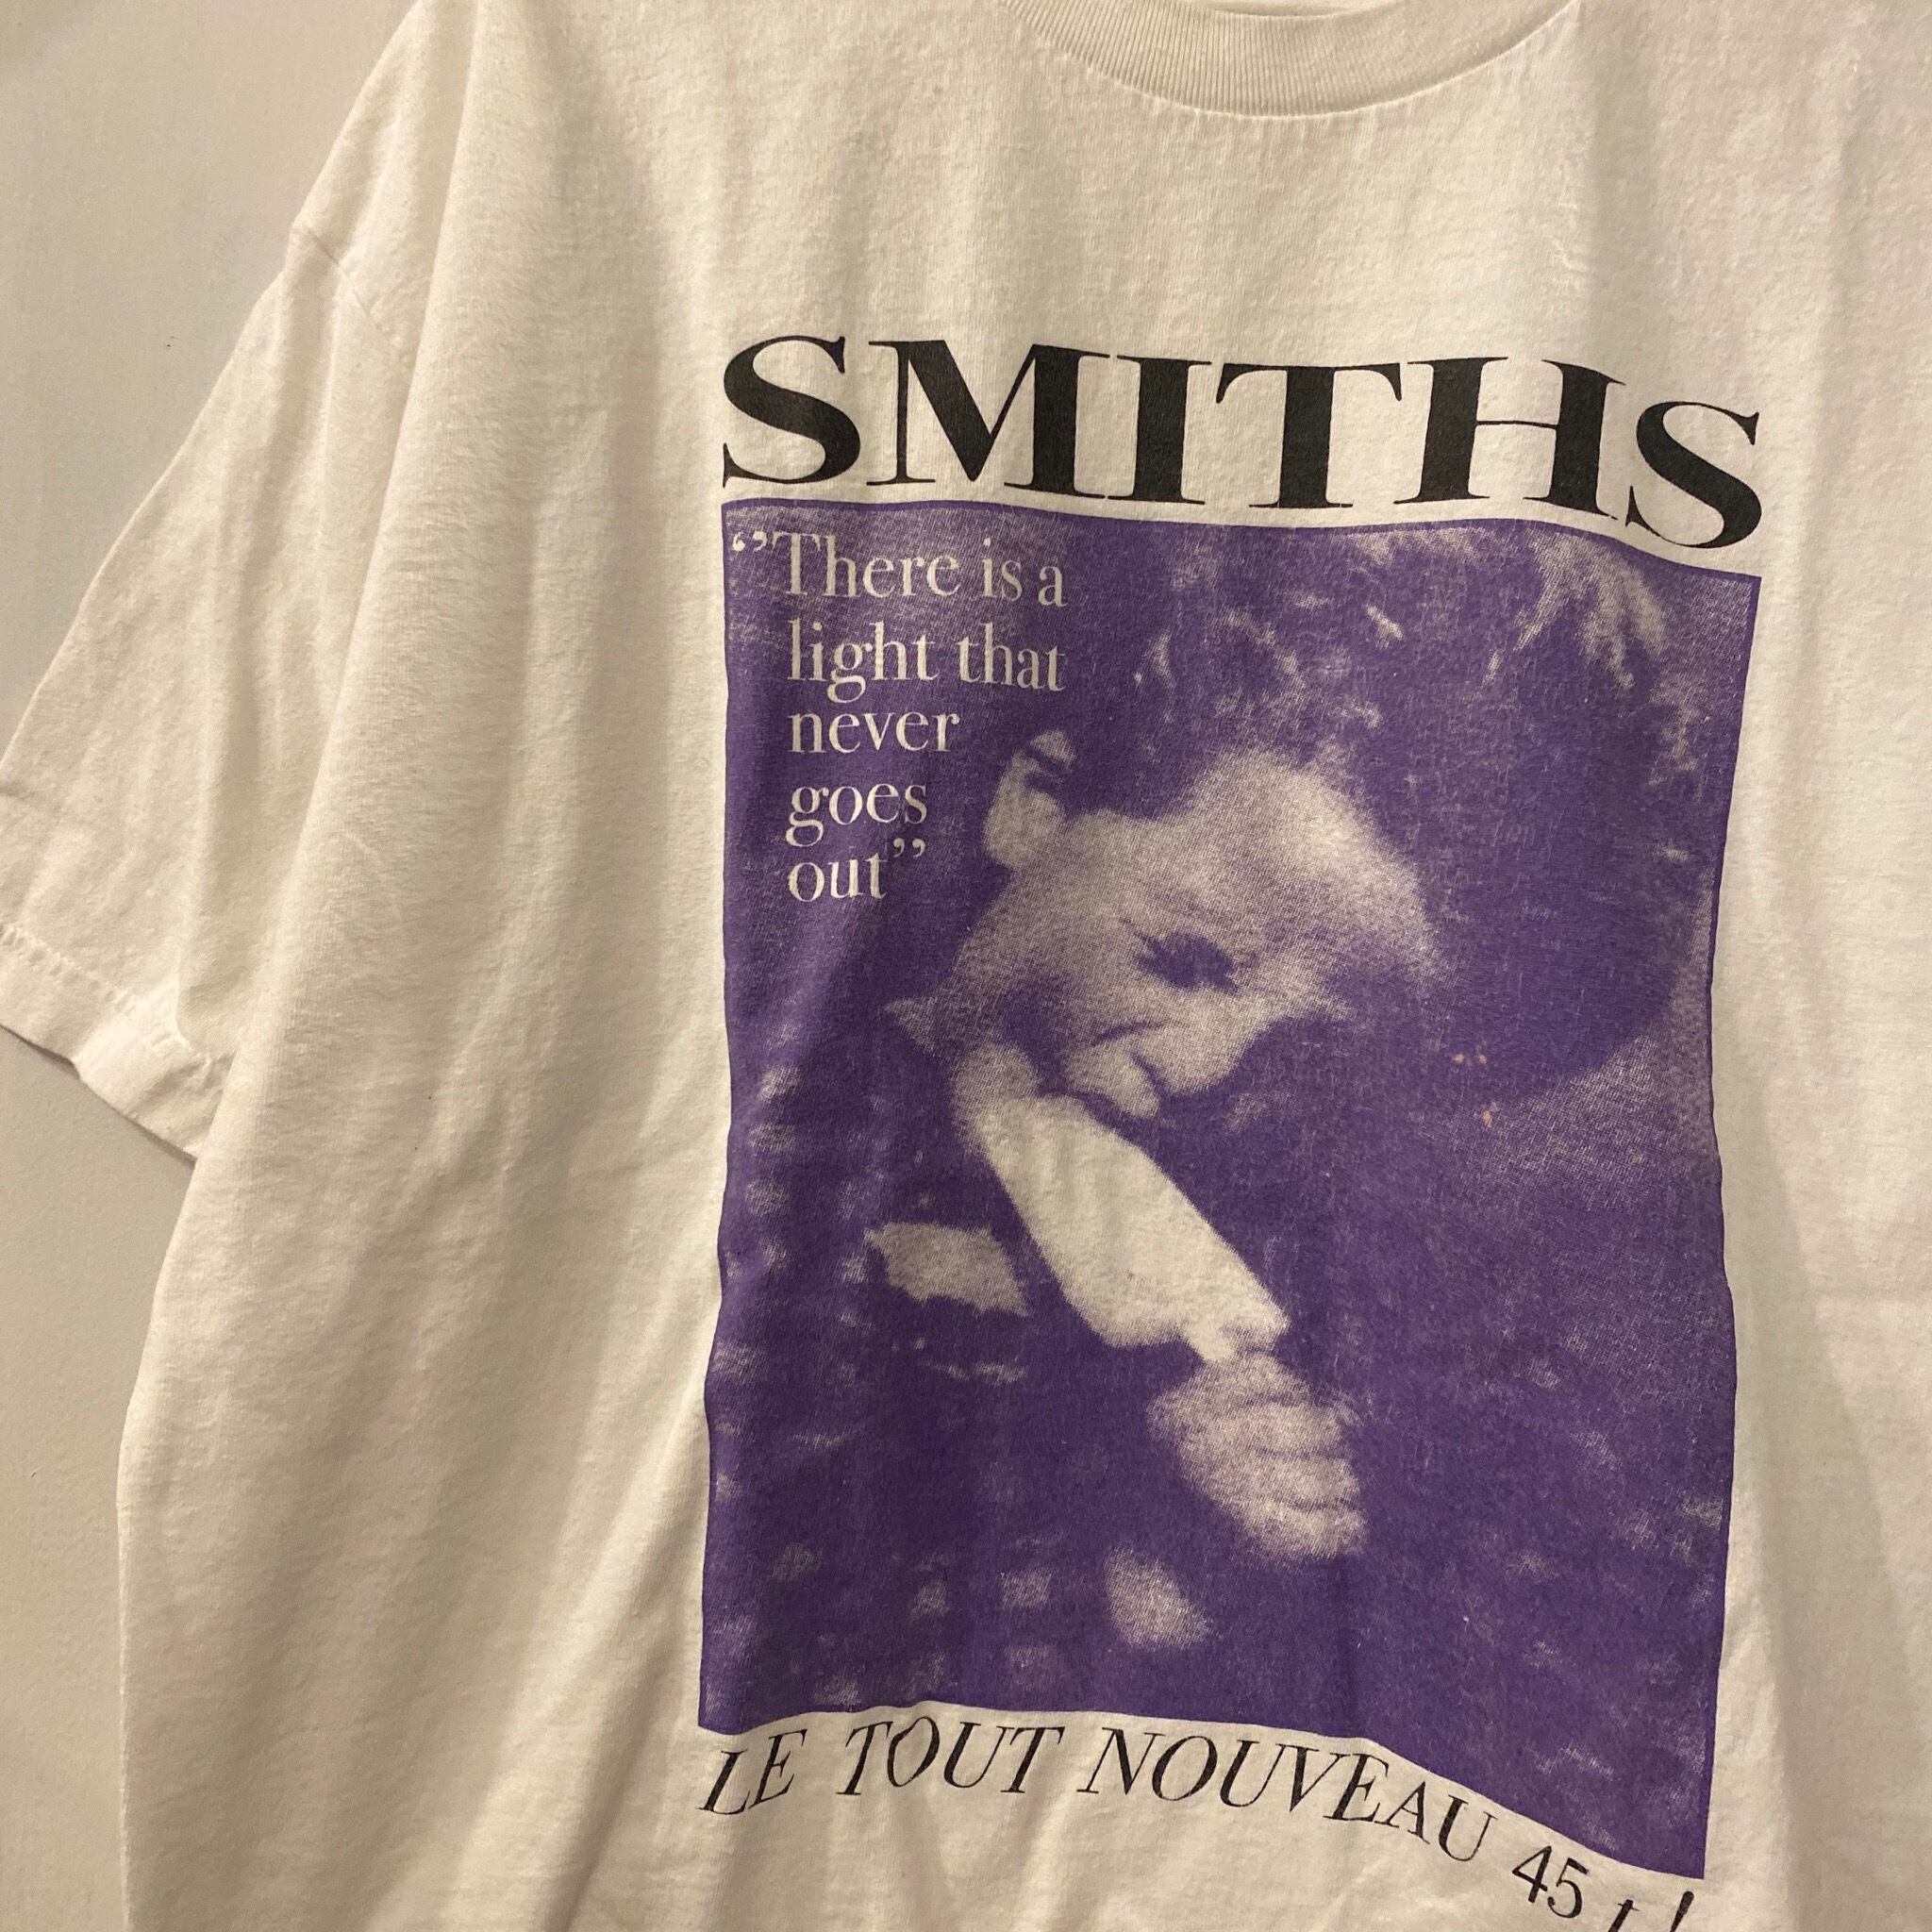 SMITHS
‘’There is a
light that
never
goes
out’’
LE TOUT NOUVEAU 45 t!